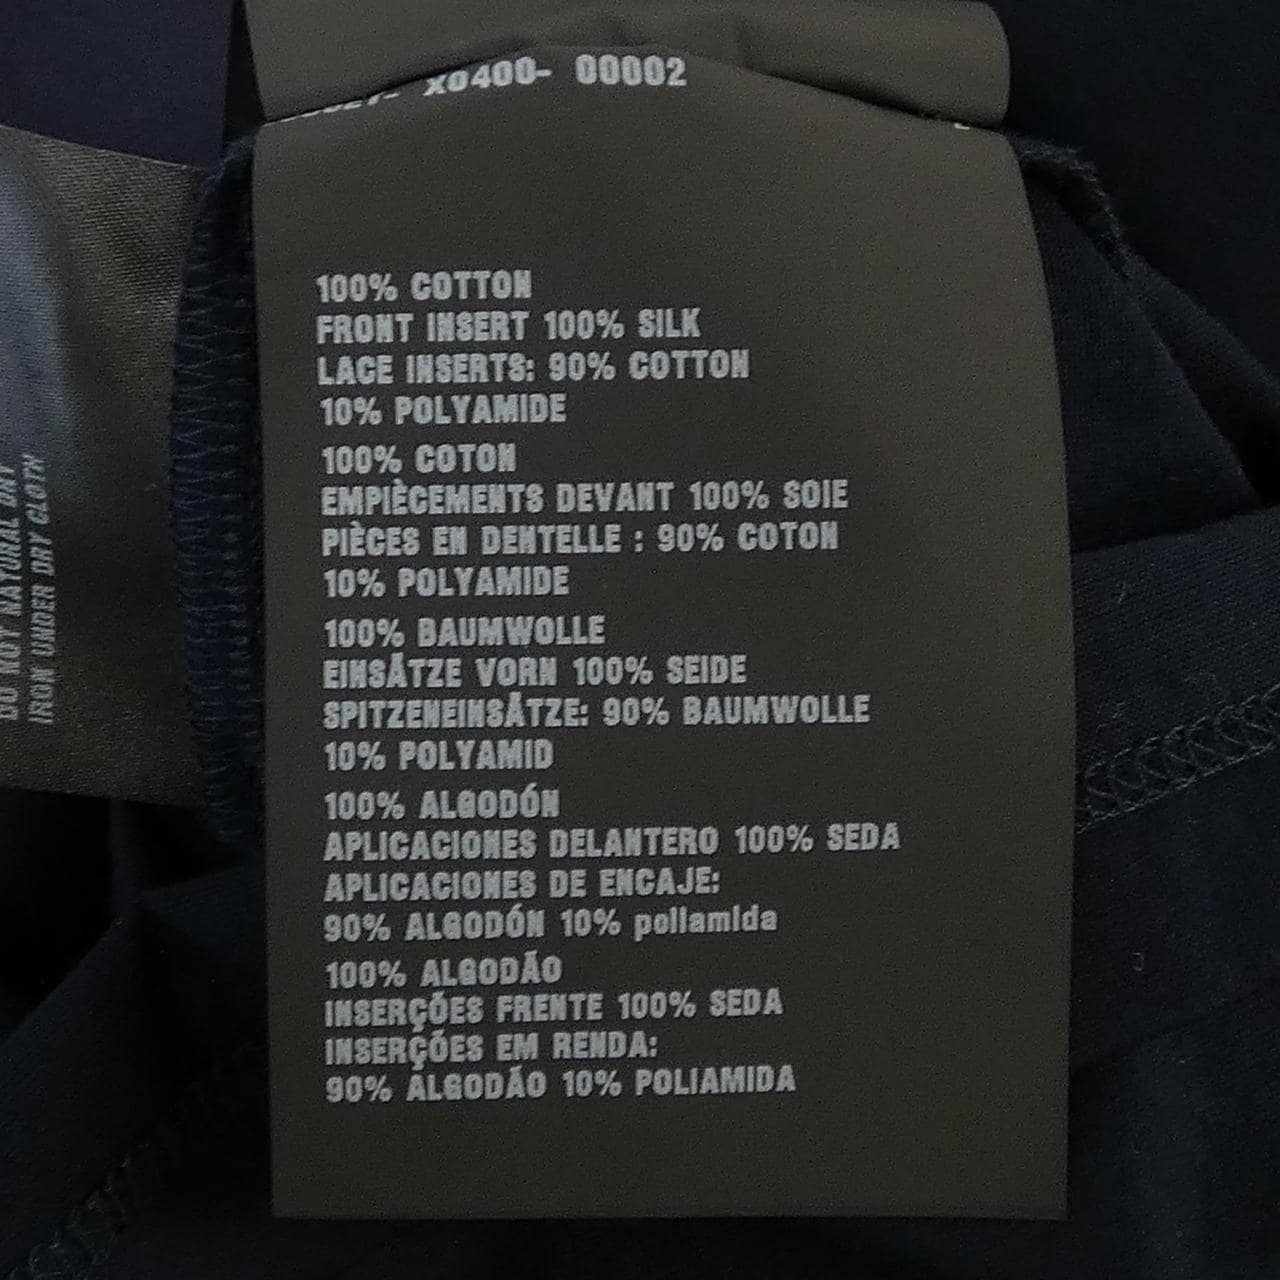 X0400- 00002
100% COTTON
FRONT INSERT 100% SILK
LACE INSERTS: 90% COTTON
10% POLYAMIDE
100% COTON
EMPIÈCEMENTS DEVANT 100% SOIE
PIÈCES EN DENTELLE : 90% COTON
10% POLYAMIDE
100% BAUMWOLLE
EINSÄTZE VORN 100% SEIDE
SPITZENEINSÄTZE: 90% BAUMWOLLE
10% POLYAMID
100% ALGODÓN
APLICACIONES DELANTERO 100% SEDA
APLICACIONES DE ENCAJE:
90% ALGODÓN 10% poliamida
100% ALGODÃO
INSERÇÕES FRENTE 100% SEDA
INSERÇÕES EM RENDA:
90% ALGODÃO 10% POLIAMIDA
NATURAL DRY
IRON UNDER DRY CLOTH